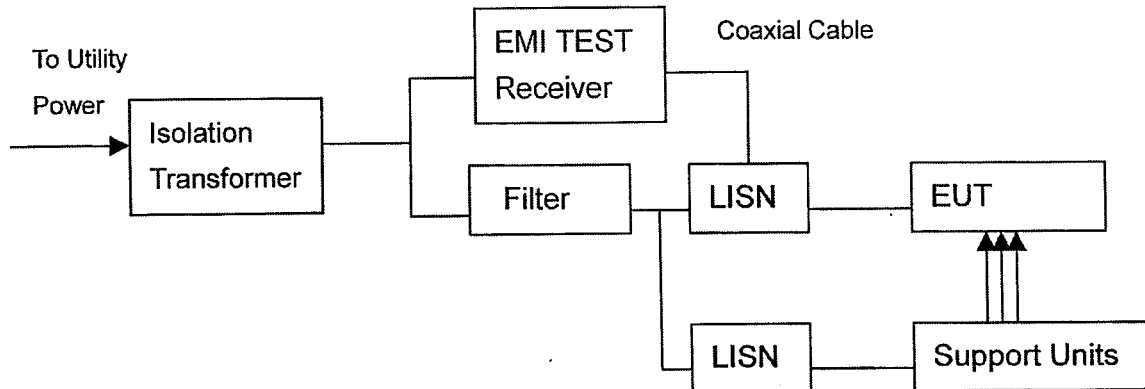 To Utility
Power
Isolation
Transformer
EMI TEST
Receiver
Coaxial Cable
Filter
LISN
EUT
LISN
Support Units